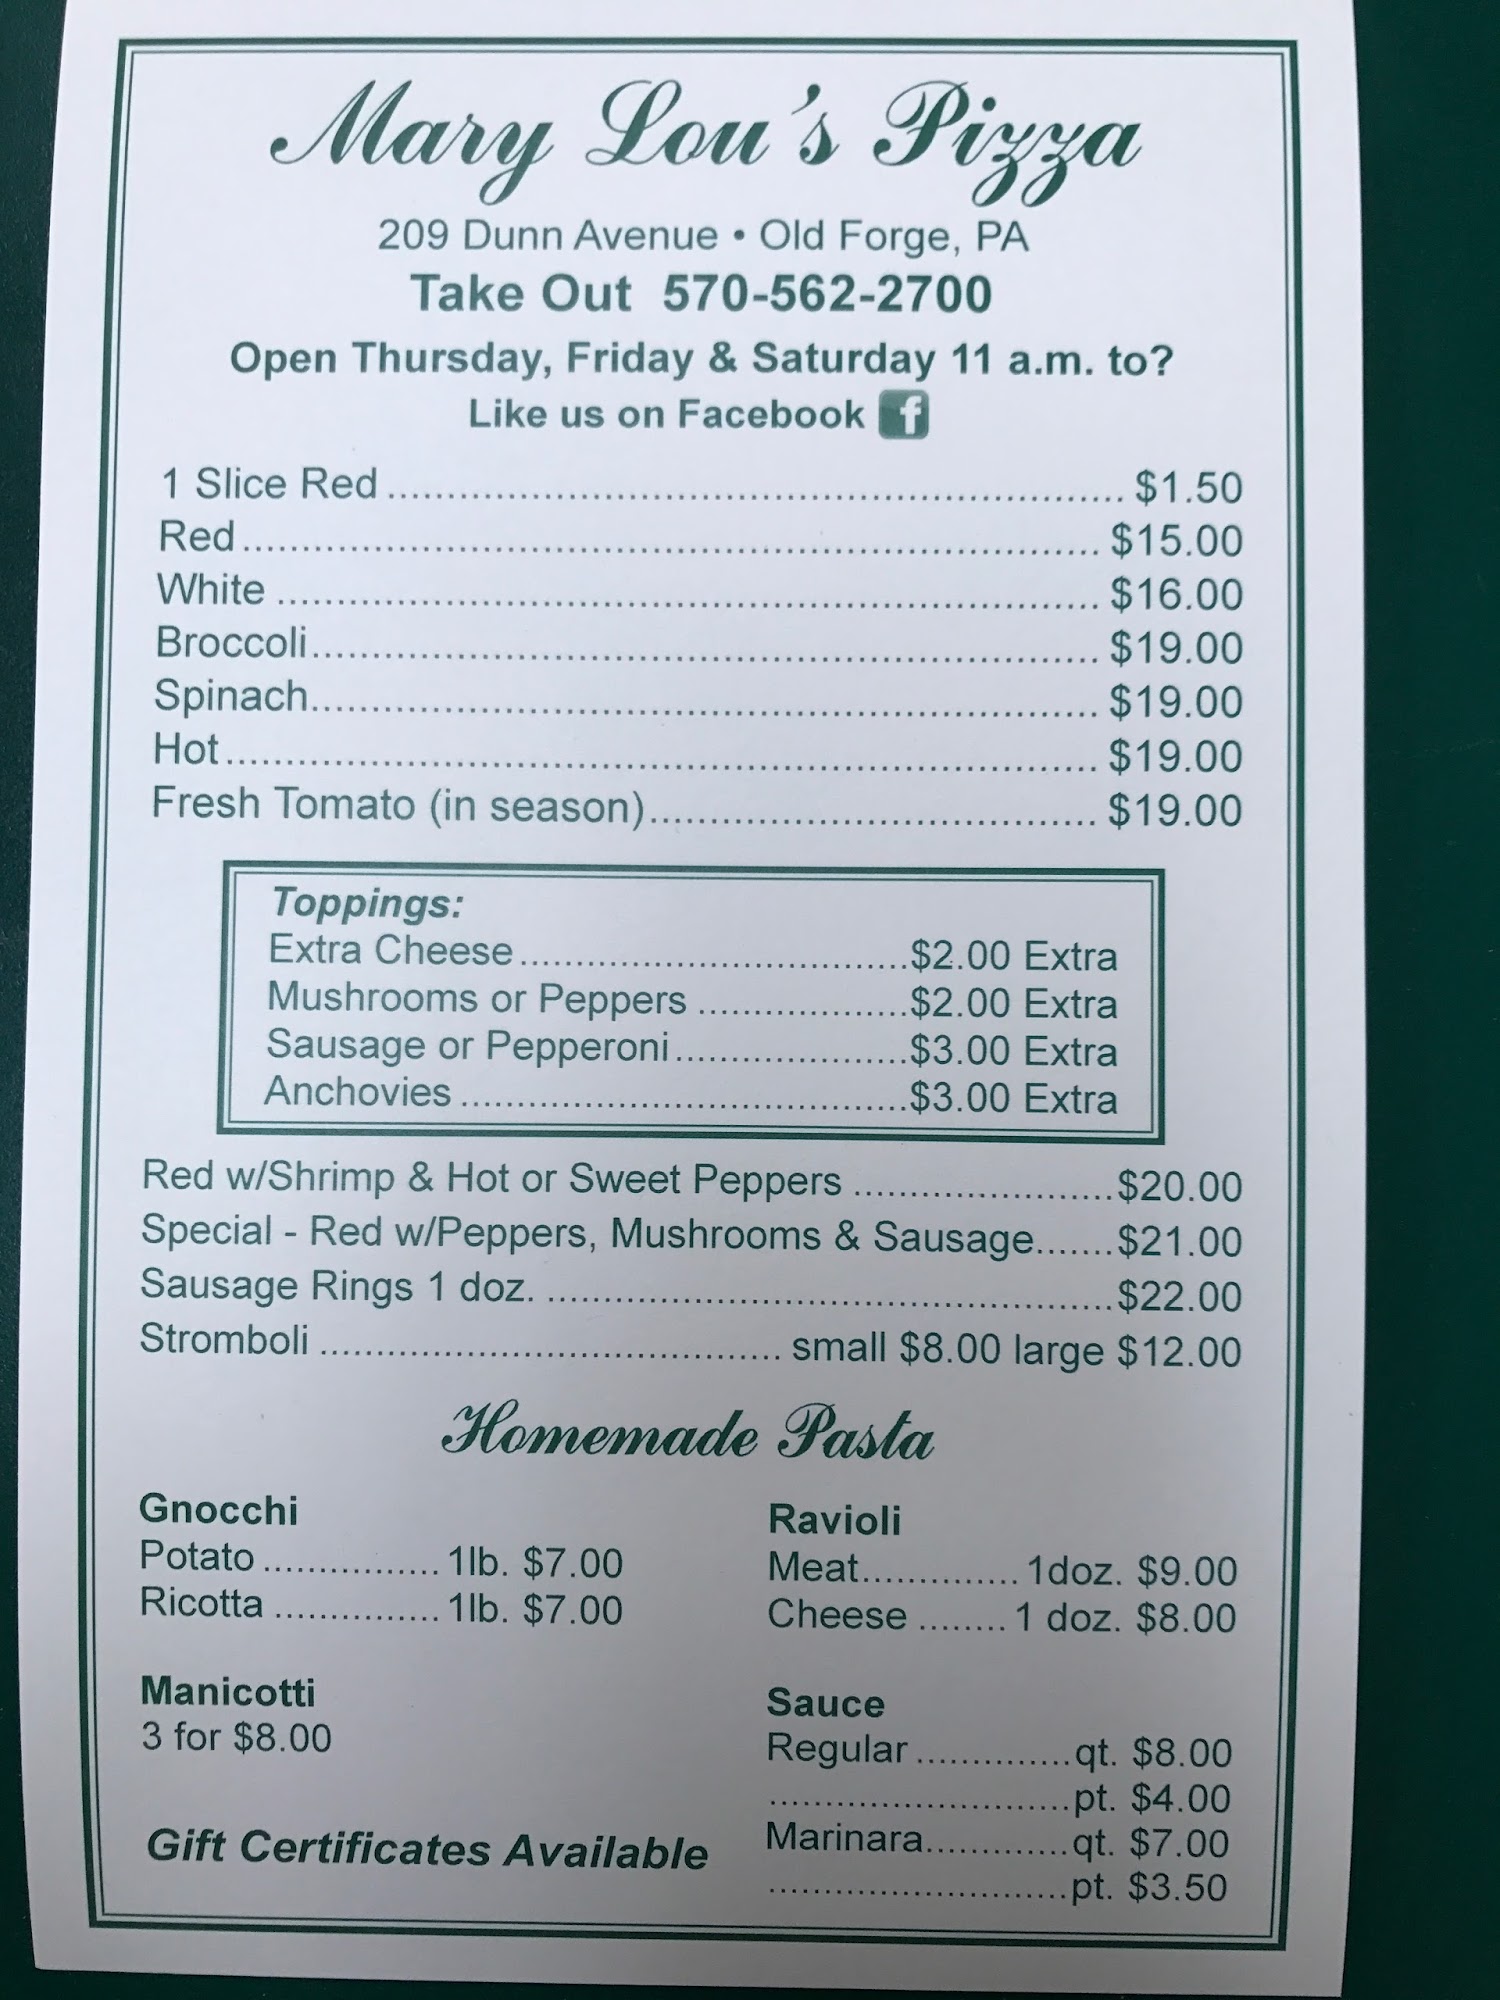 Mary Lou's Pizza
209 Dunn Avenue • Old Forge, PA
Take Out 570-562-2700
Open Thursday, Friday & Saturday 11 a.m. to?
Like us on Facebook f
1 Slice Red ........ $1.50
Red ........ $15.00
White ........ $16.00
Broccoli ........ $19.00
Spinach ........ $19.00
Hot ........ $19.00
Fresh Tomato (in season) ........ $19.00
Toppings:
Extra Cheese ........ $2.00 Extra
Mushrooms or Peppers ........ $2.00 Extra
Sausage or Pepperoni ........ $3.00 Extra
Anchovies ........ $3.00 Extra
Red w/Shrimp & Hot or Sweet Peppers ........ $20.00
Special - Red w/Peppers, Mushrooms & Sausage ....... $21.00
Sausage Rings 1 doz. ........ $22.00
Stromboli ........ small $8.00 large $12.00
Homemade Pasta
Gnocchi
Potato ........ 1lb. $7.00
Ricotta ........ 1lb. $7.00
Ravioli
Meat ........ 1doz. $9.00
Cheese ........ 1 doz. $8.00
Manicotti
3 for $8.00
Sauce
Regular ........ qt. $8.00
........ pt. $4.00
Marinara ........ qt. $7.00
........ pt. $3.50
Gift Certificates Available